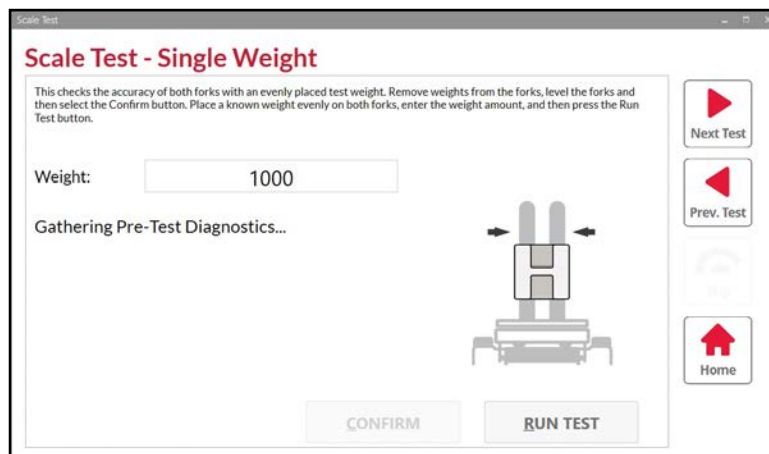 Scale Test
Scale Test - Single Weight
This checks the accuracy of both forks with an evenly placed test weight. Remove weights from the forks, level the forks and
then select the Confirm button. Place a known weight evenly on both forks, enter the weight amount, and then press the Run
Test button.
Next Test
Weight: 1000
Prev. Test
Gathering Pre-Test Diagnostics...
Home
CONFIRM
RUN TEST